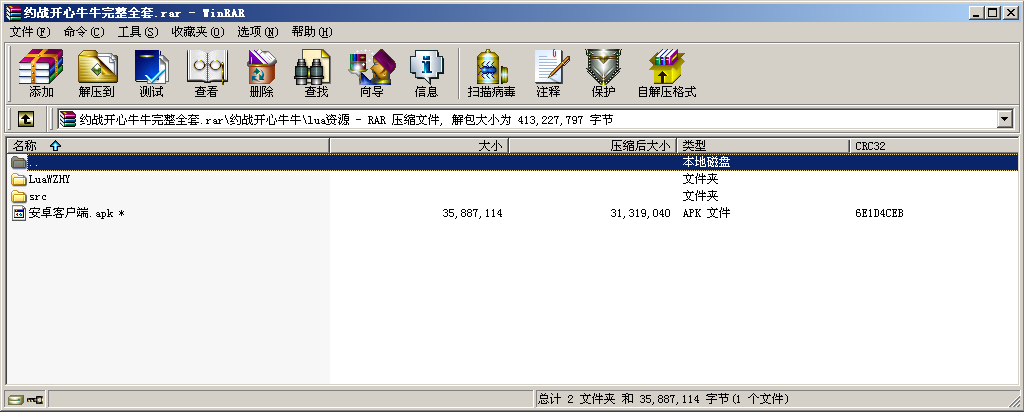 约战开心牛牛完整全套.rar - WinRAR
文件(F) 命令(C) 工具(S) 收藏夹(O) 选项(N) 帮助(H)
添加 解压到 测试 查看 删除 查找 向导 信息 扫描病毒 注释 保护 自解压格式
约战开心牛牛完整全套.rar\约战开心牛牛\lua资源 - RAR 压缩文件, 解包大小为 413,227,797 字节
名称 大小 压缩后大小 类型 CRC32
.. 本地磁盘
LuaWZHY 文件夹
src 文件夹
安卓客户端.apk * 35,887,114 31,319,040 APK 文件 6E1D4CEB
总计 2 文件夹 和 35,887,114 字节(1 个文件)